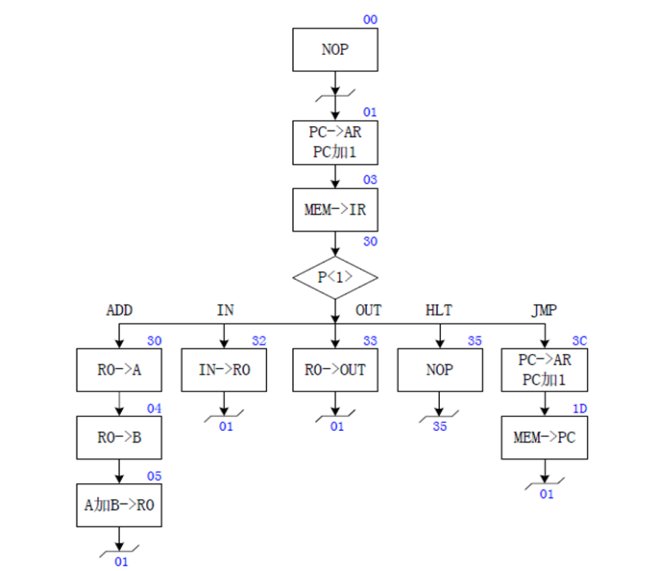 00
NOP
01
PC->AR
PC加1
03
MEM->IR
30
P<1>
ADD
IN
OUT
HLT
JMP
30
32
33
35
3C
R0->A
IN->R0
R0->OUT
NOP
PC->AR
PC加1
04
01
01
35
1D
R0->B
MEM->PC
05
01
A加B->R0
01